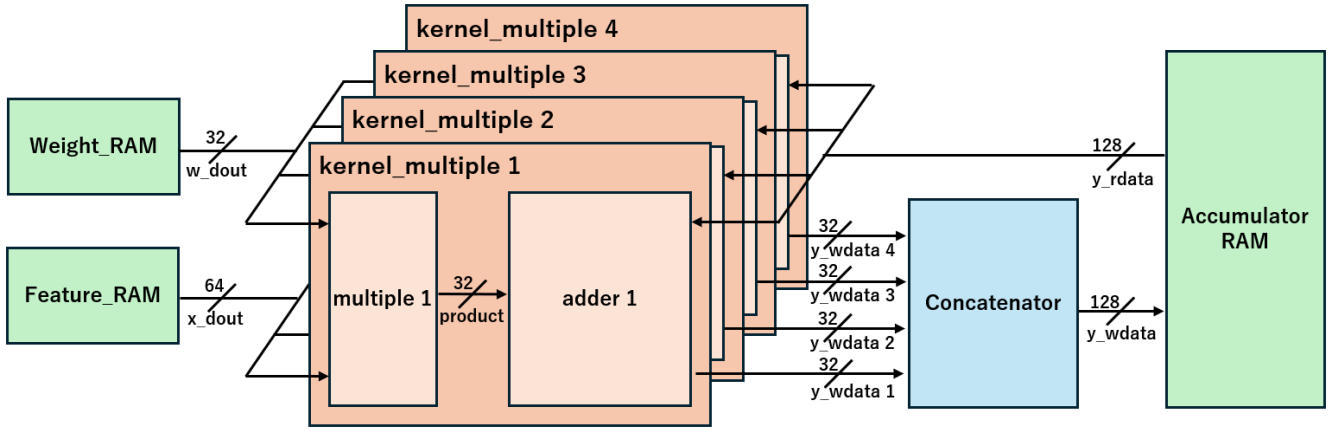 kernel_multiple 4
kernel_multiple 3
kernel_multiple 2
kernel_multiple 1
Weight_RAM
32
w_dout
Feature_RAM
64
x_dout
multiple 1
32
product
adder 1
32
y_wdata 4
32
y_wdata 3
32
y_wdata 2
32
y_wdata 1
Concatenator
128
y_rdata
128
y_wdata
Accumulator
RAM